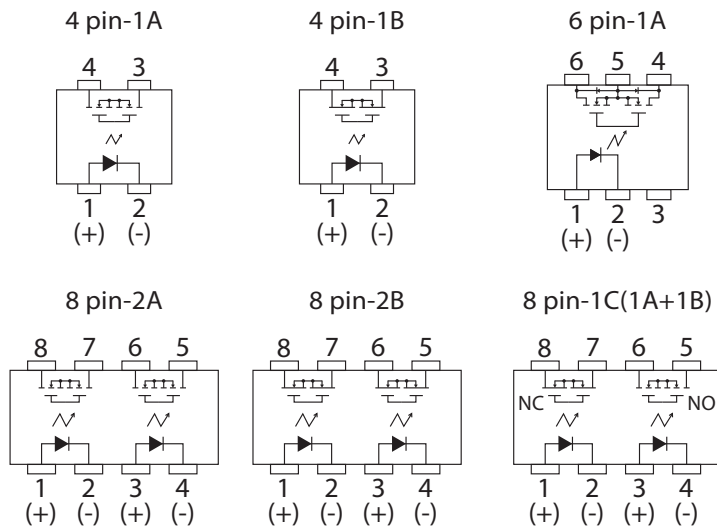 4 pin-1A
4 pin-1B
6 pin-1A
4 3
4 3
6 5 4
1 2
(+) (-)
1 2
(+) (-)
1 2 3
(+) (-)
8 pin-2A
8 pin-2B
8 pin-1C(1A+1B)
8 7 6 5
8 7 6 5
8 7 6 5
NC NO
1 2 3 4
(+) (-) (+) (-)
1 2 3 4
(+) (-) (+) (-)
1 2 3 4
(+) (-) (+) (-)